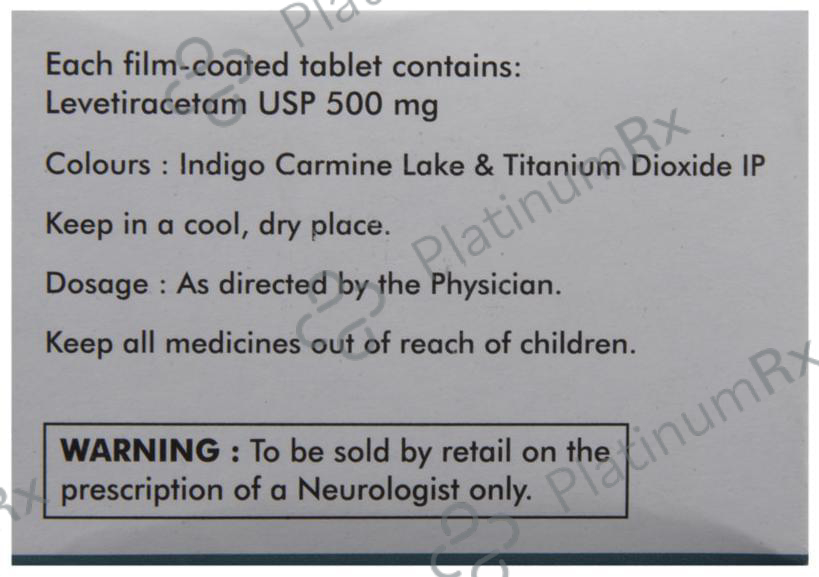 Each film-coated tablet contains:
Levetiracetam USP 500 mg
Colours : Indigo Carmine Lake & Titanium Dioxide IP
Keep in a cool, dry place.
Dosage : As directed by the Physician.
Keep all medicines out of reach of children.
WARNING : To be sold by retail on the
prescription of a Neurologist only.
PlatinumRx
PlatinumRx
Plat
Rx